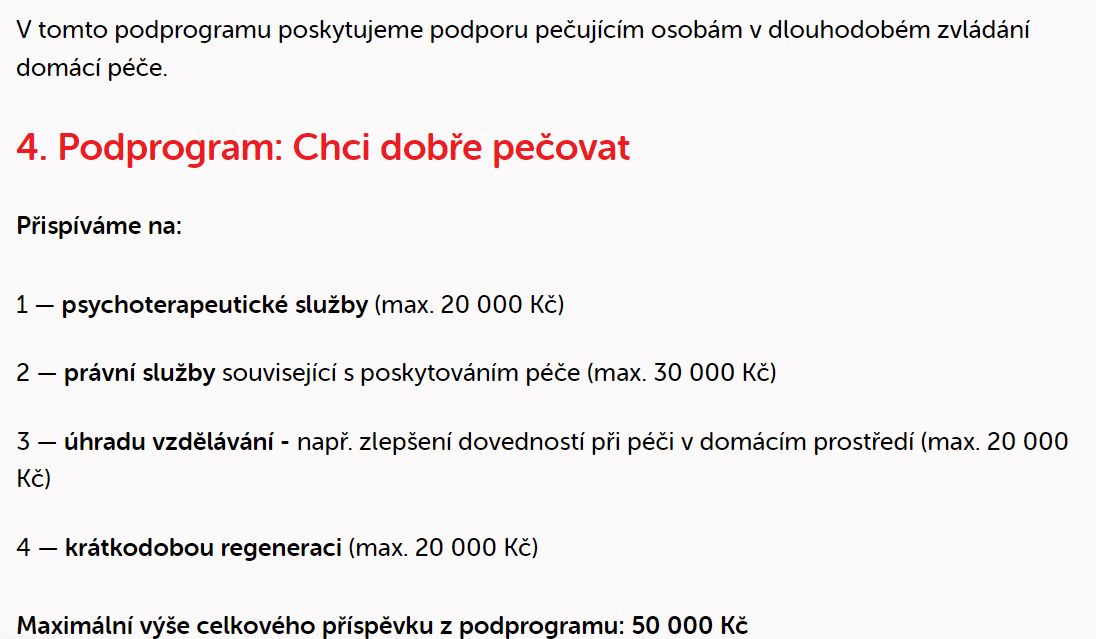 V tomto podprogramu poskytujeme podporu pečujícím osobám v dlouhodobém zvládání
domácí péče.
4. Podprogram: Chci dobře pečovat
Přispíváme na:
1 — psychoterapeutické služby (max. 20 000 Kč)
2 — právní služby související s poskytováním péče (max. 30 000 Kč)
3 — úhradu vzdělávání - např. zlepšení dovedností při péči v domácím prostředí (max. 20 000
Kč)
4 — krátkodobou regeneraci (max. 20 000 Kč)
Maximální výše celkového příspěvku z podprogramu: 50 000 Kč